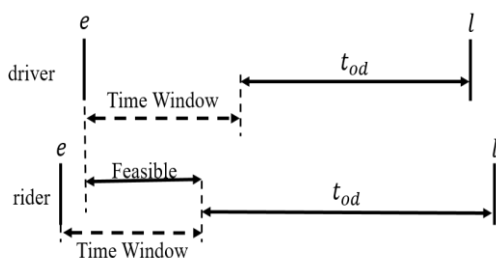 e
l
driver
t_od
Time Window
e
Feasible
l
rider
t_od
Time Window